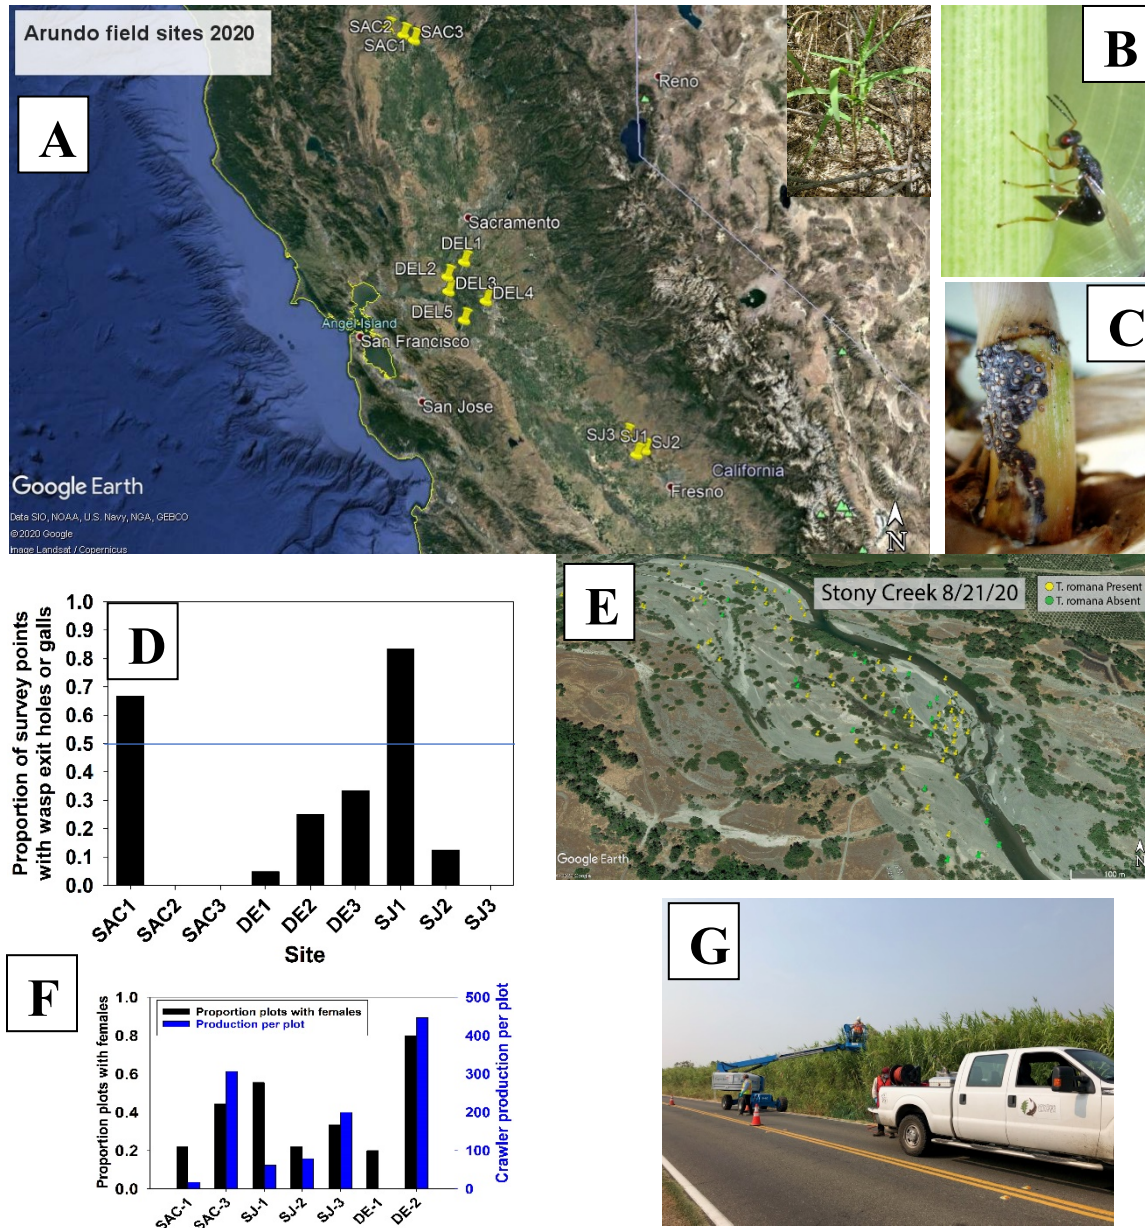 Arundo field sites 2020
A
SAC2
SAC1
SAC3
Reno
Sacramento
DEL1
DEL2
DEL3
DEL4
DEL5
Angel Island
San Francisco
San Jose
SJ3 SJ1 SJ2
California
Fresno
Google Earth
Data SIO, NOAA, U.S. Navy, NGA, GEBCO
©2020 Google
Image Landsat / Copernicus
N
B
C
D
Proportion of survey points
with wasp exit holes or galls
1.0
0.9
0.8
0.7
0.6
0.5
0.4
0.3
0.2
0.1
0.0
SAC1
SAC2
SAC3
DE1
DE2
DE3
SJ1
SJ2
SJ3
Site
E
Stony Creek 8/21/20
T. romana Present
T. romana Absent
Google Earth
N
100 m
F
Proportion plots with females
1.0
0.8
0.6
0.4
0.2
0.0
Proportion plots with females
Production per plot
500
400
300
200
100
0
Crawler production per plot
SAC-1
SAC-3
SJ-1
SJ-2
SJ-3
DE-1
DE-2
G